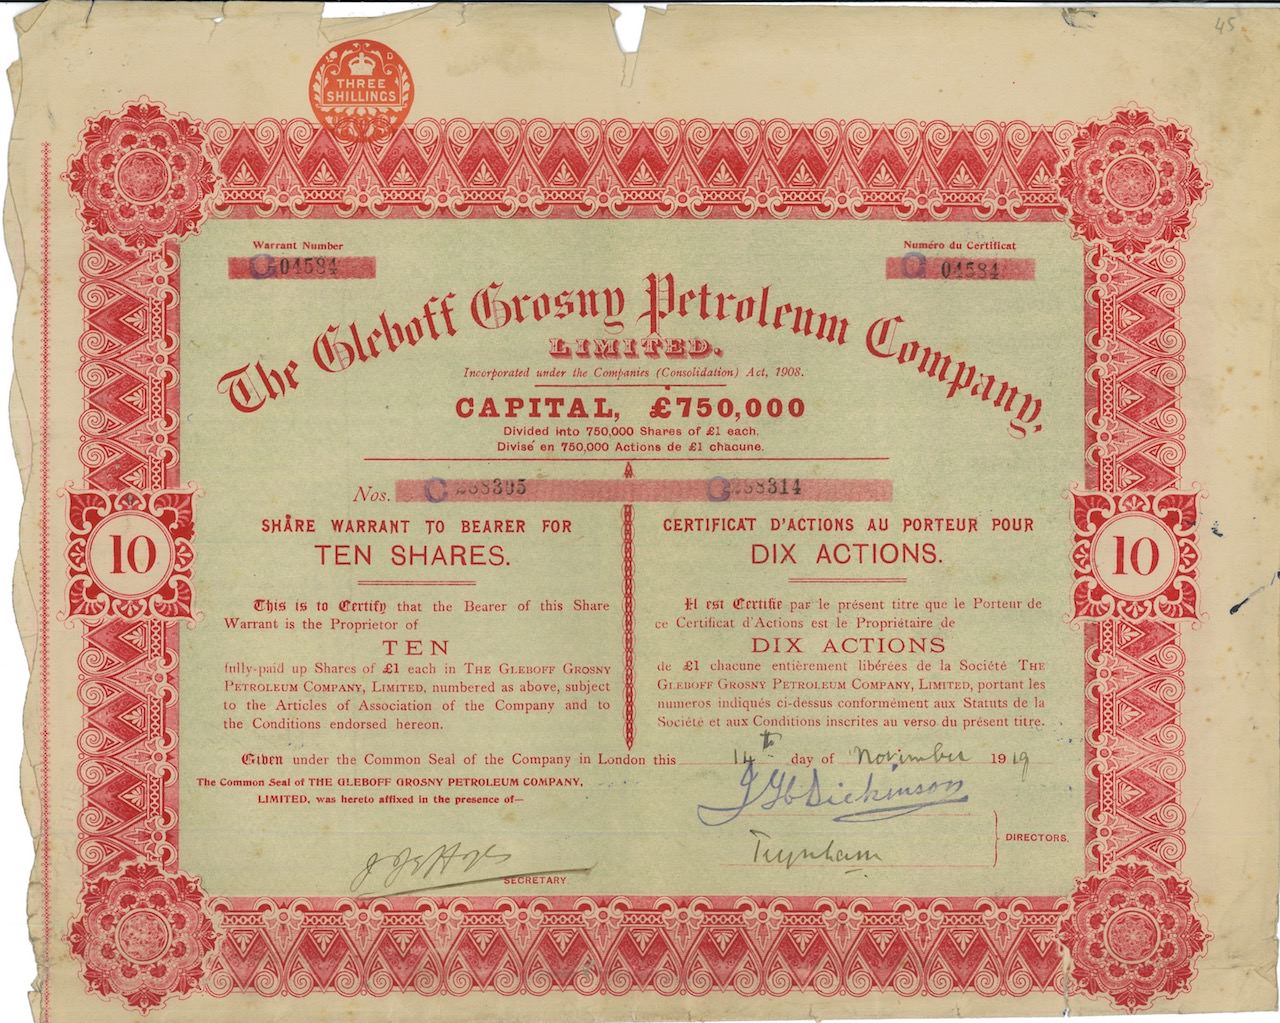 45
THREE
SHILLINGS
Warrant Number
Numéro du Certificat
C 04584
C 04584
The Gleboff Grosny Petroleum Company,
LIMITED.
Incorporated under the Companies (Consolidation) Act, 1908.
CAPITAL, £750,000
Divided into 750,000 Shares of £1 each.
Divisé en 750,000 Actions de £1 chacune.
Nos. C 288305 C 288314
SHARE WARRANT TO BEARER FOR
TEN SHARES.
This is to Certify that the Bearer of this Share
Warrant is the Proprietor of
TEN
fully-paid up Shares of £1 each in THE GLEBOFF GROSNY
PETROLEUM COMPANY, LIMITED, numbered as above, subject
to the Articles of Association of the Company and to
the Conditions endorsed hereon.
CERTIFICAT D'ACTIONS AU PORTEUR POUR
DIX ACTIONS.
Il est Certifie par le présent titre que le Porteur de
ce Certificat d'Actions est le Propriétaire de
DIX ACTIONS
de £1 chacune entièrement libérées de la Société THE
GLEBOFF GROSNY PETROLEUM COMPANY, LIMITED, portant les
numeros indiqués ci-dessus conformément aux Statuts de la
Société et aux Conditions inscrites au verso du présent titre.
10
10
Given under the Common Seal of the Company in London this 14th day of November 1919
The Common Seal of THE GLEBOFF GROSNY PETROLEUM COMPANY,
LIMITED, was hereto affixed in the presence of—
Dickinson
Teynham
DIRECTORS.
SECRETARY